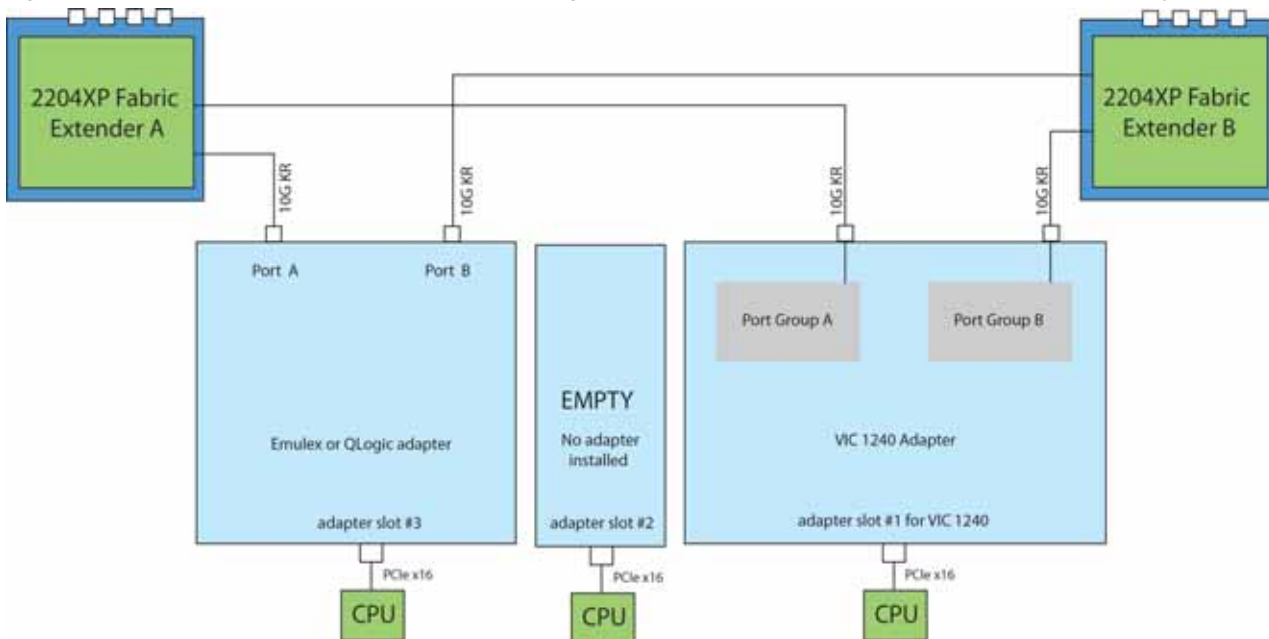 2204XP Fabric
Extender A
2204XP Fabric
Extender B
10G KR
10G KR
10G KR
10G KR
Port A
Port B
Port Group A
Port Group B
EMPTY
No adapter
installed
Emulex or QLogic adapter
VIC 1240 Adapter
adapter slot #3
adapter slot #2
adapter slot #1 for VIC 1240
PCIe x16
PCIe x16
PCIe x16
CPU
CPU
CPU